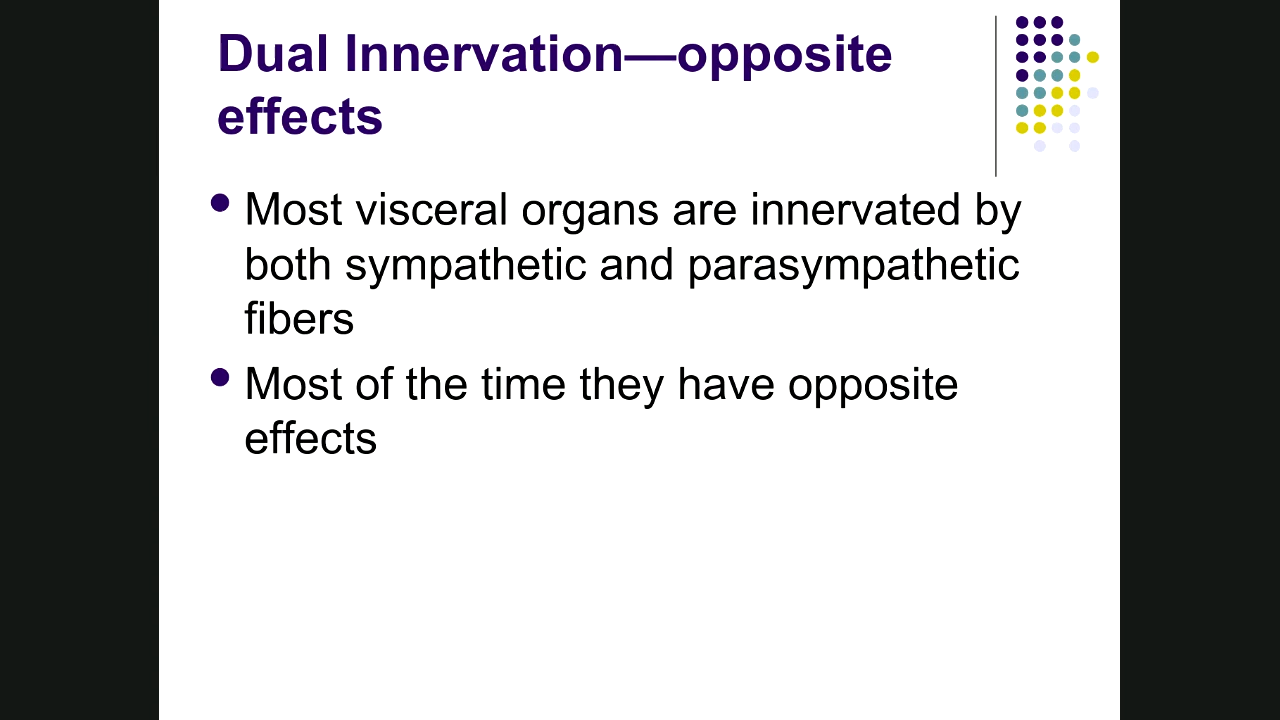 Dual Innervation—opposite
effects
Most visceral organs are innervated by
both sympathetic and parasympathetic
fibers
Most of the time they have opposite
effects